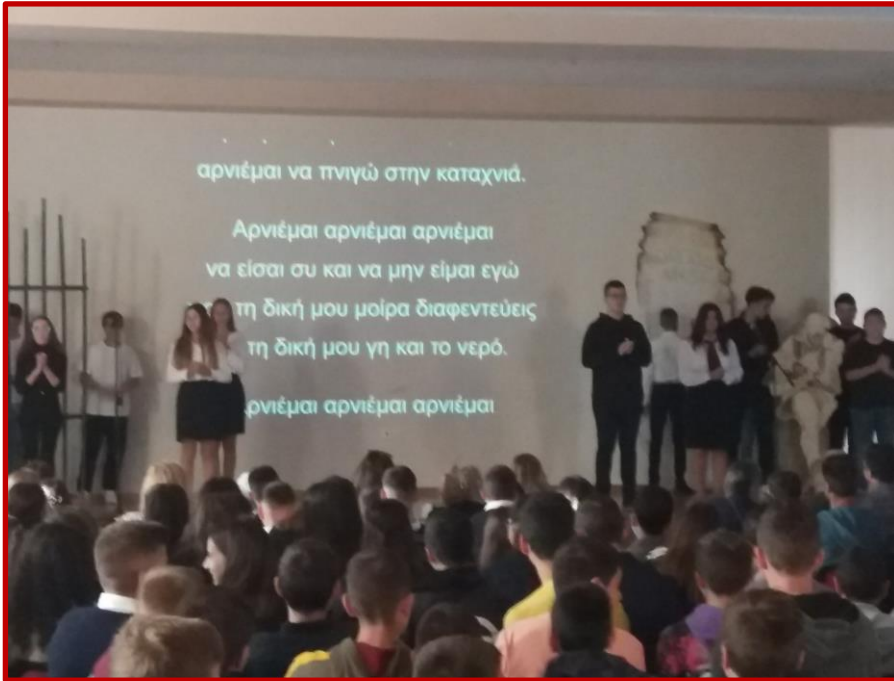 αρνιέμαι να πνιγώ στην καταχνιά.
Αρνιέμαι αρνιέμαι αρνιέμαι
να είσαι συ και να μην είμαι εγώ
τη δική μου μοίρα διαφεντεύεις
τη δική μου γη και το νερό.
ρνιέμαι αρνιέμαι αρνιέμαι